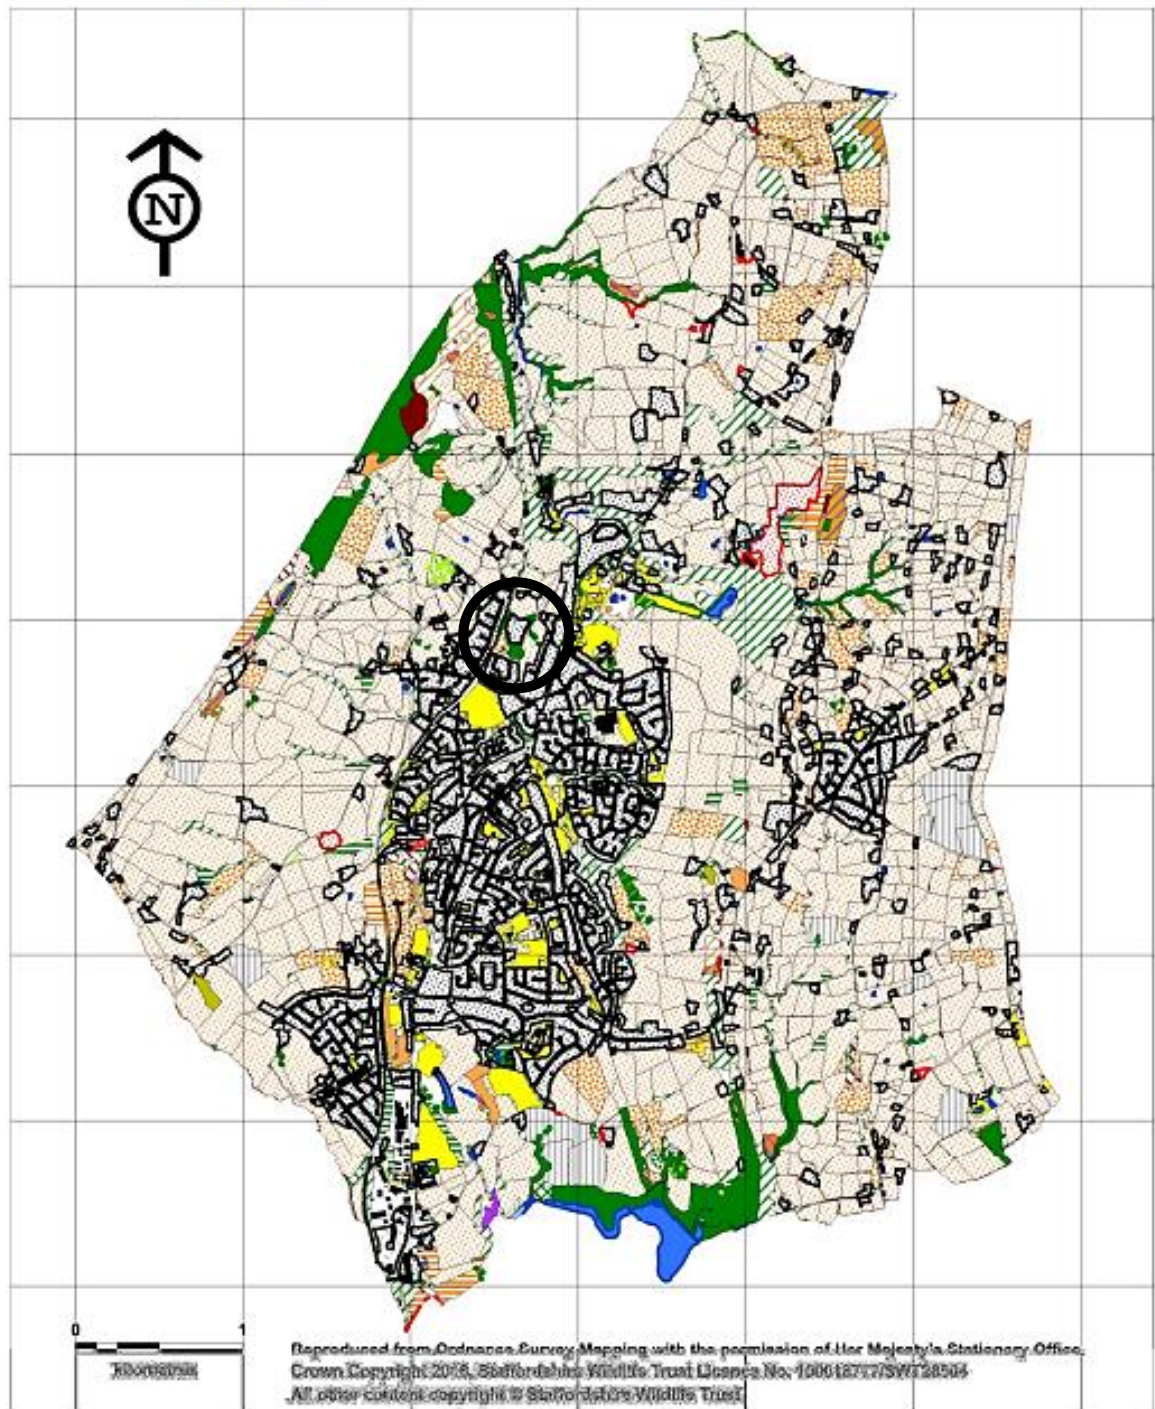 N
0 1
Kilometres
Reproduced from Ordnance Survey Mapping with the permission of Her Majesty's Stationery Office.
Crown Copyright Staffordshire Wildlife Trust Licence No.
All other content copyright © Staffordshire Wildlife Trust